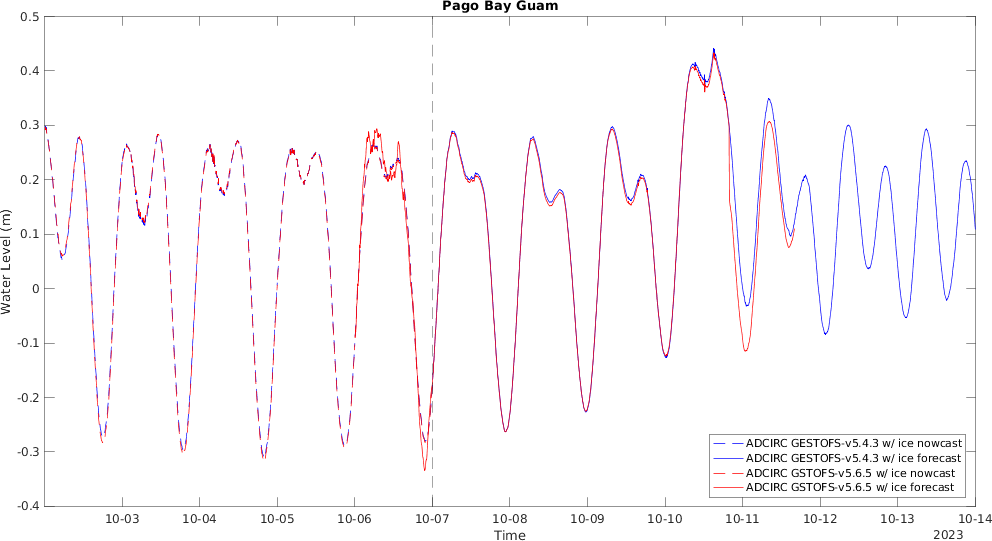 Pago Bay Guam
0.5
0.4
0.3
0.2
0.1
0
-0.1
-0.2
-0.3
-0.4
Water Level (m)
10-03 10-04 10-05 10-06 10-07 10-08 10-09 10-10 10-11 10-12 10-13 10-14
Time
2023
ADCIRC GESTOFS-v5.4.3 w/ ice nowcast
ADCIRC GESTOFS-v5.4.3 w/ ice forecast
ADCIRC GSTOFS-v5.6.5 w/ ice nowcast
ADCIRC GSTOFS-v5.6.5 w/ ice forecast